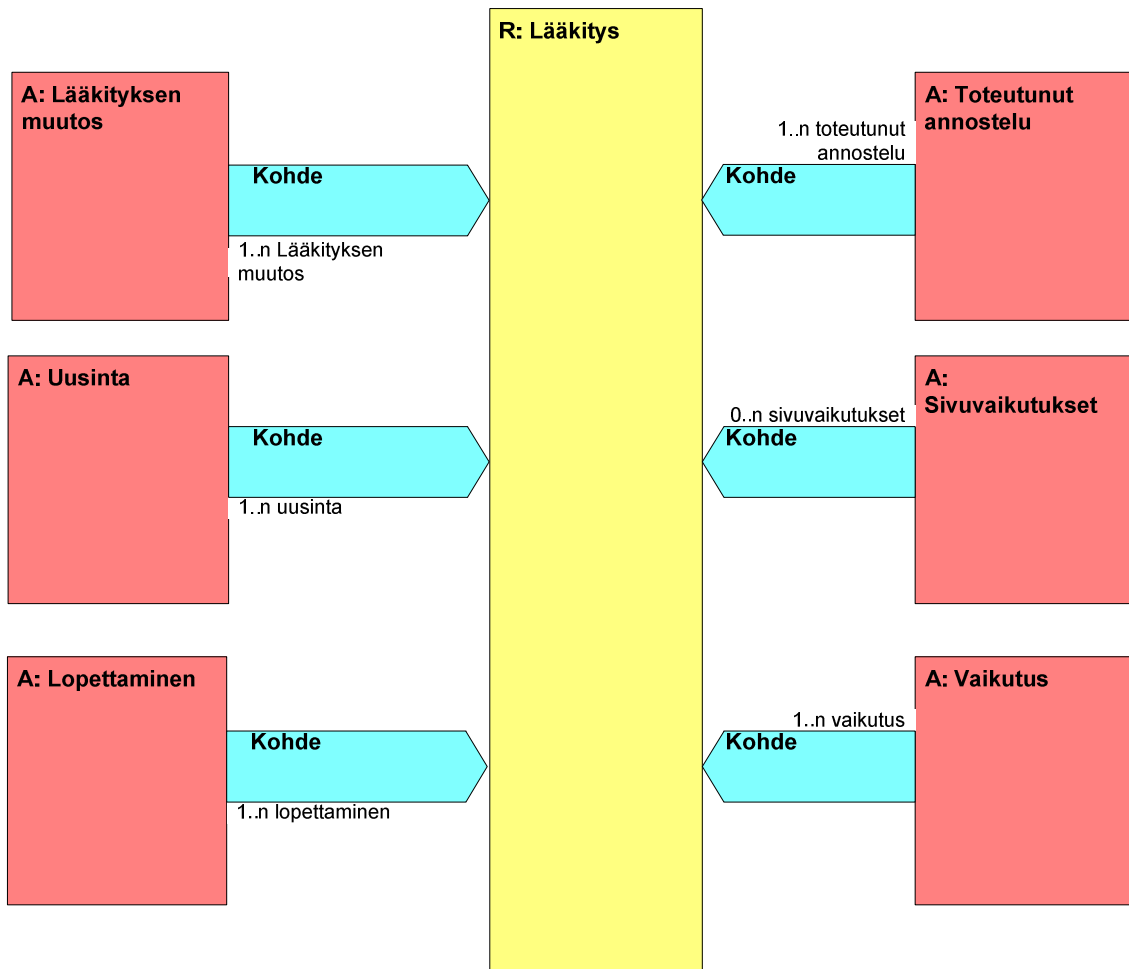 R: Lääkitys
A: Lääkityksen
muutos
Kohde
1..n Lääkityksen
muutos
A: Toteutunut
annostelu
1..n toteutunut
annostelu
Kohde
A: Uusinta
Kohde
1..n uusinta
A:
Sivuvaikutukset
0..n sivuvaikutukset
Kohde
A: Lopettaminen
Kohde
1..n lopettaminen
A: Vaikutus
1..n vaikutus
Kohde